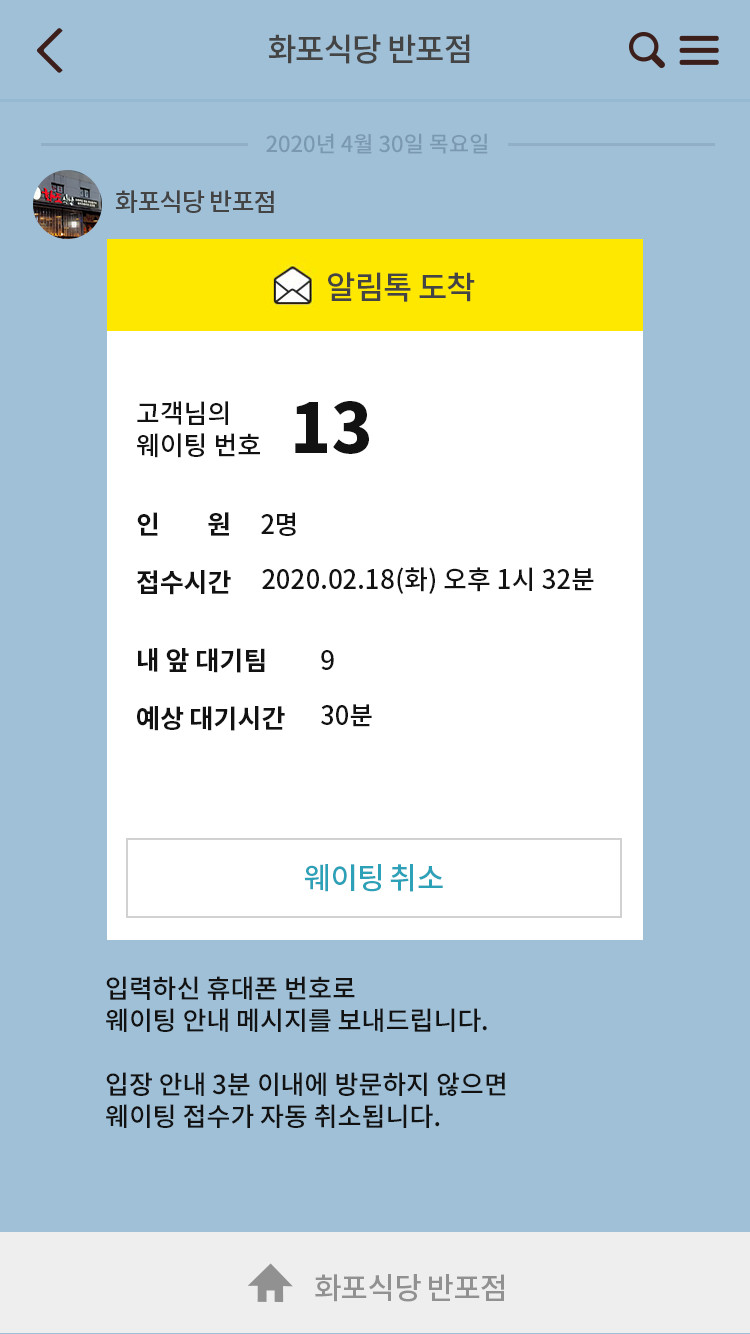 화포식당 반포점
2020년 4월 30일 목요일
화포식당 반포점
알림톡 도착
고객님의
웨이팅 번호 13
인 원 2명
접수시간 2020.02.18(화) 오후 1시 32분
내 앞 대기팀 9
예상 대기시간 30분
웨이팅 취소
입력하신 휴대폰 번호로
웨이팅 안내 메시지를 보내드립니다.
입장 안내 3분 이내에 방문하지 않으면
웨이팅 접수가 자동 취소됩니다.
화포식당 반포점